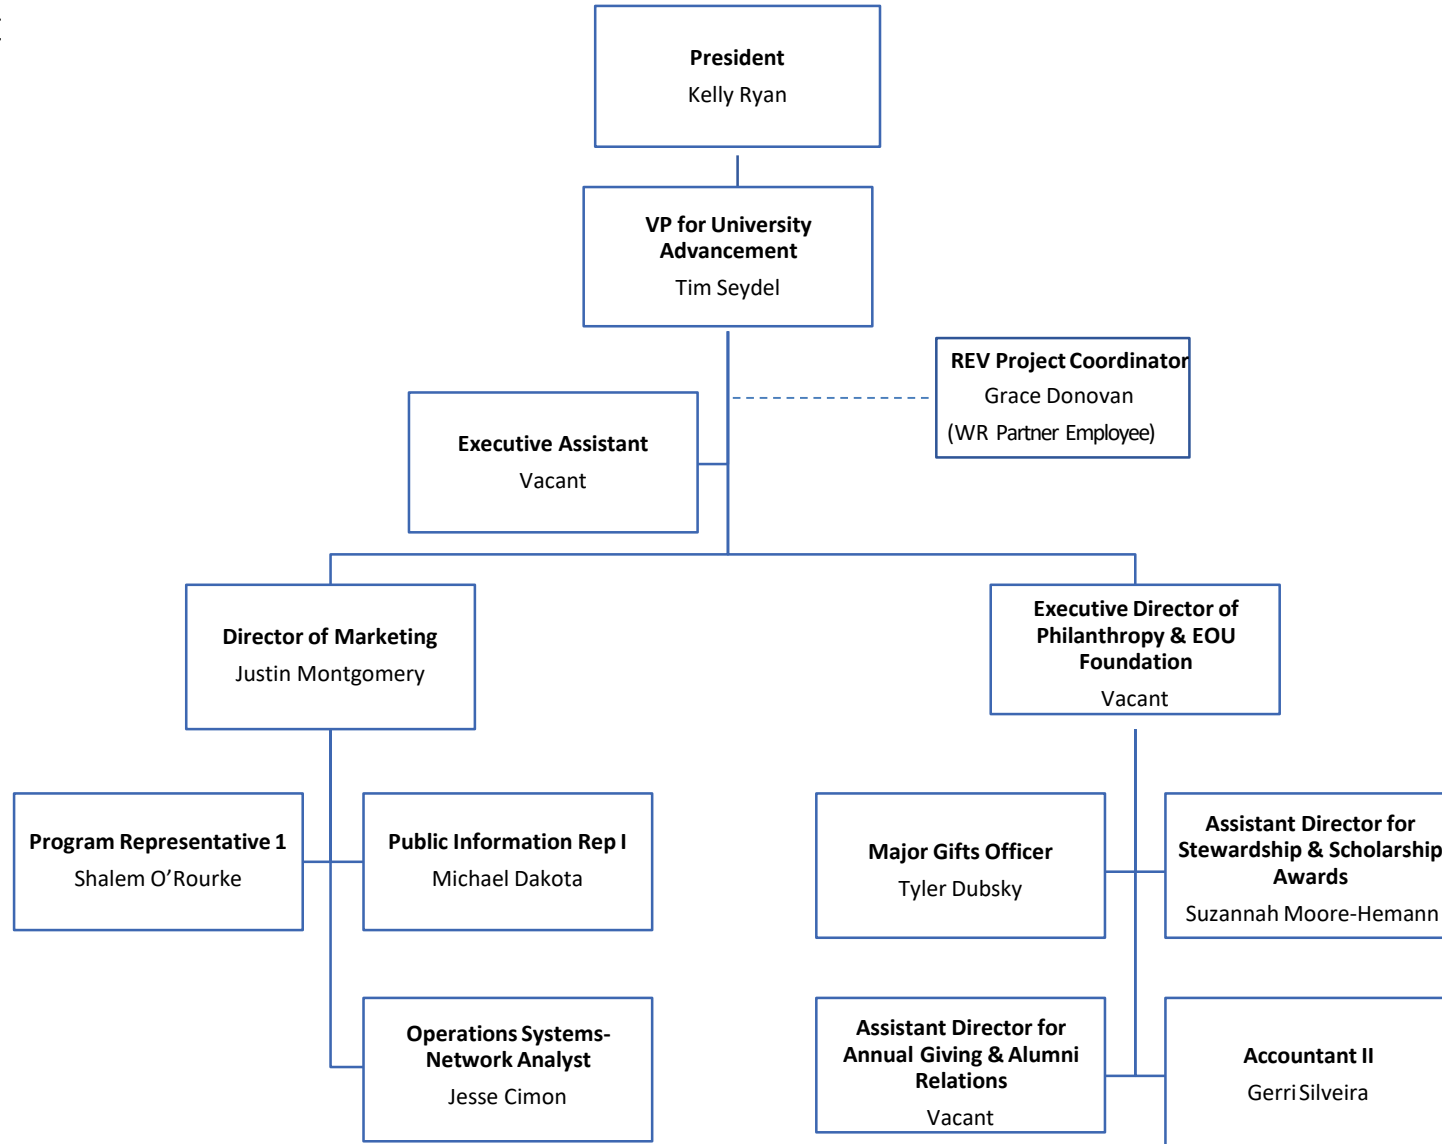 President
Kelly Ryan
VP for University
Advancement
Tim Seydel
REV Project Coordinator
Grace Donovan
(WR Partner Employee)
Executive Assistant
Vacant
Director of Marketing
Justin Montgomery
Executive Director of
Philanthropy & EOU
Foundation
Vacant
Program Representative 1
Shalem O’Rourke
Public Information Rep I
Michael Dakota
Major Gifts Officer
Tyler Dubsky
Assistant Director for
Stewardship & Scholarship
Awards
Suzannah Moore-Hemann
Operations Systems-
Network Analyst
Jesse Cimon
Assistant Director for
Annual Giving & Alumni
Relations
Vacant
Accountant II
Gerri Silveira